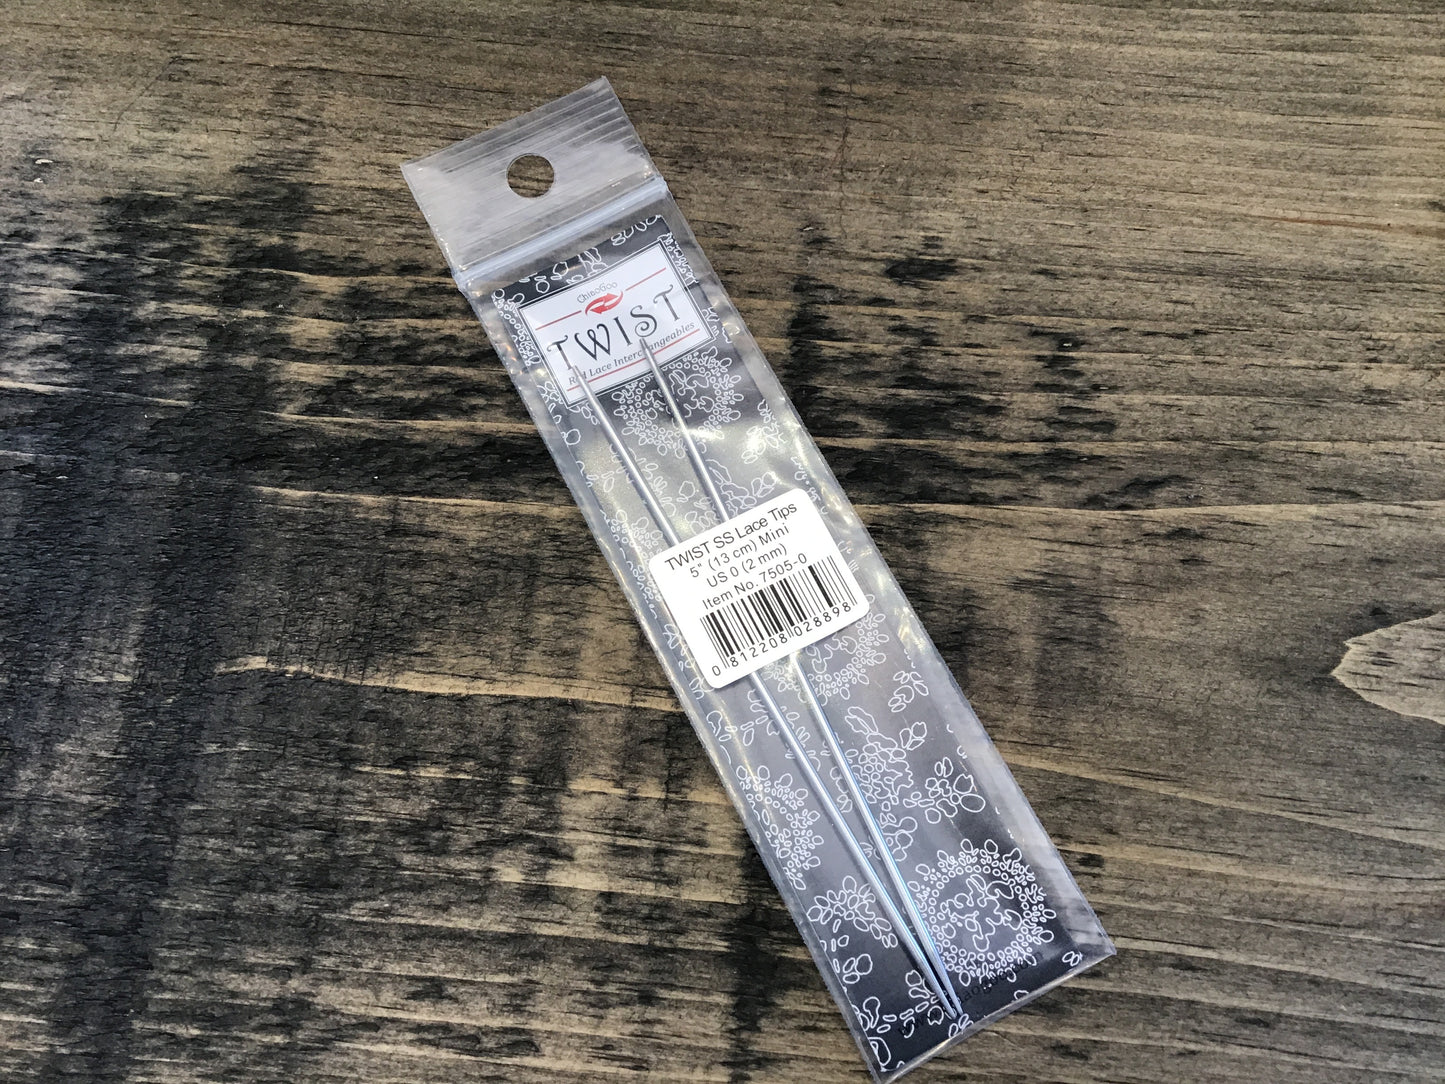 ChiaoGoo
TWIST
Red Lace Interchangeables
TWIST SS Lace Tips
5" (13 cm) Mini
US 0 (2 mm)
Item No. 7505-0
0 812208 028898